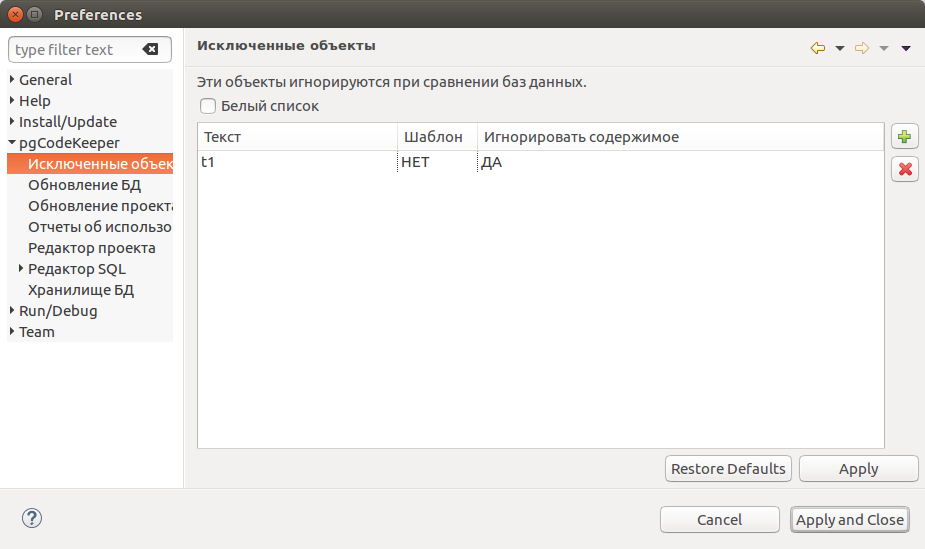 Preferences
type filter text
General
Help
Install/Update
pgCodeKeeper
Исключенные объек
Обновление БД
Обновление проекта
Отчеты об использо
Редактор проекта
Редактор SQL
Хранилище БД
Run/Debug
Team
Исключенные объекты
Эти объекты игнорируются при сравнении баз данных.
Белый список
Текст Шаблон Игнорировать содержимое
t1 НЕТ ДА
Restore Defaults Apply
? Cancel Apply and Close